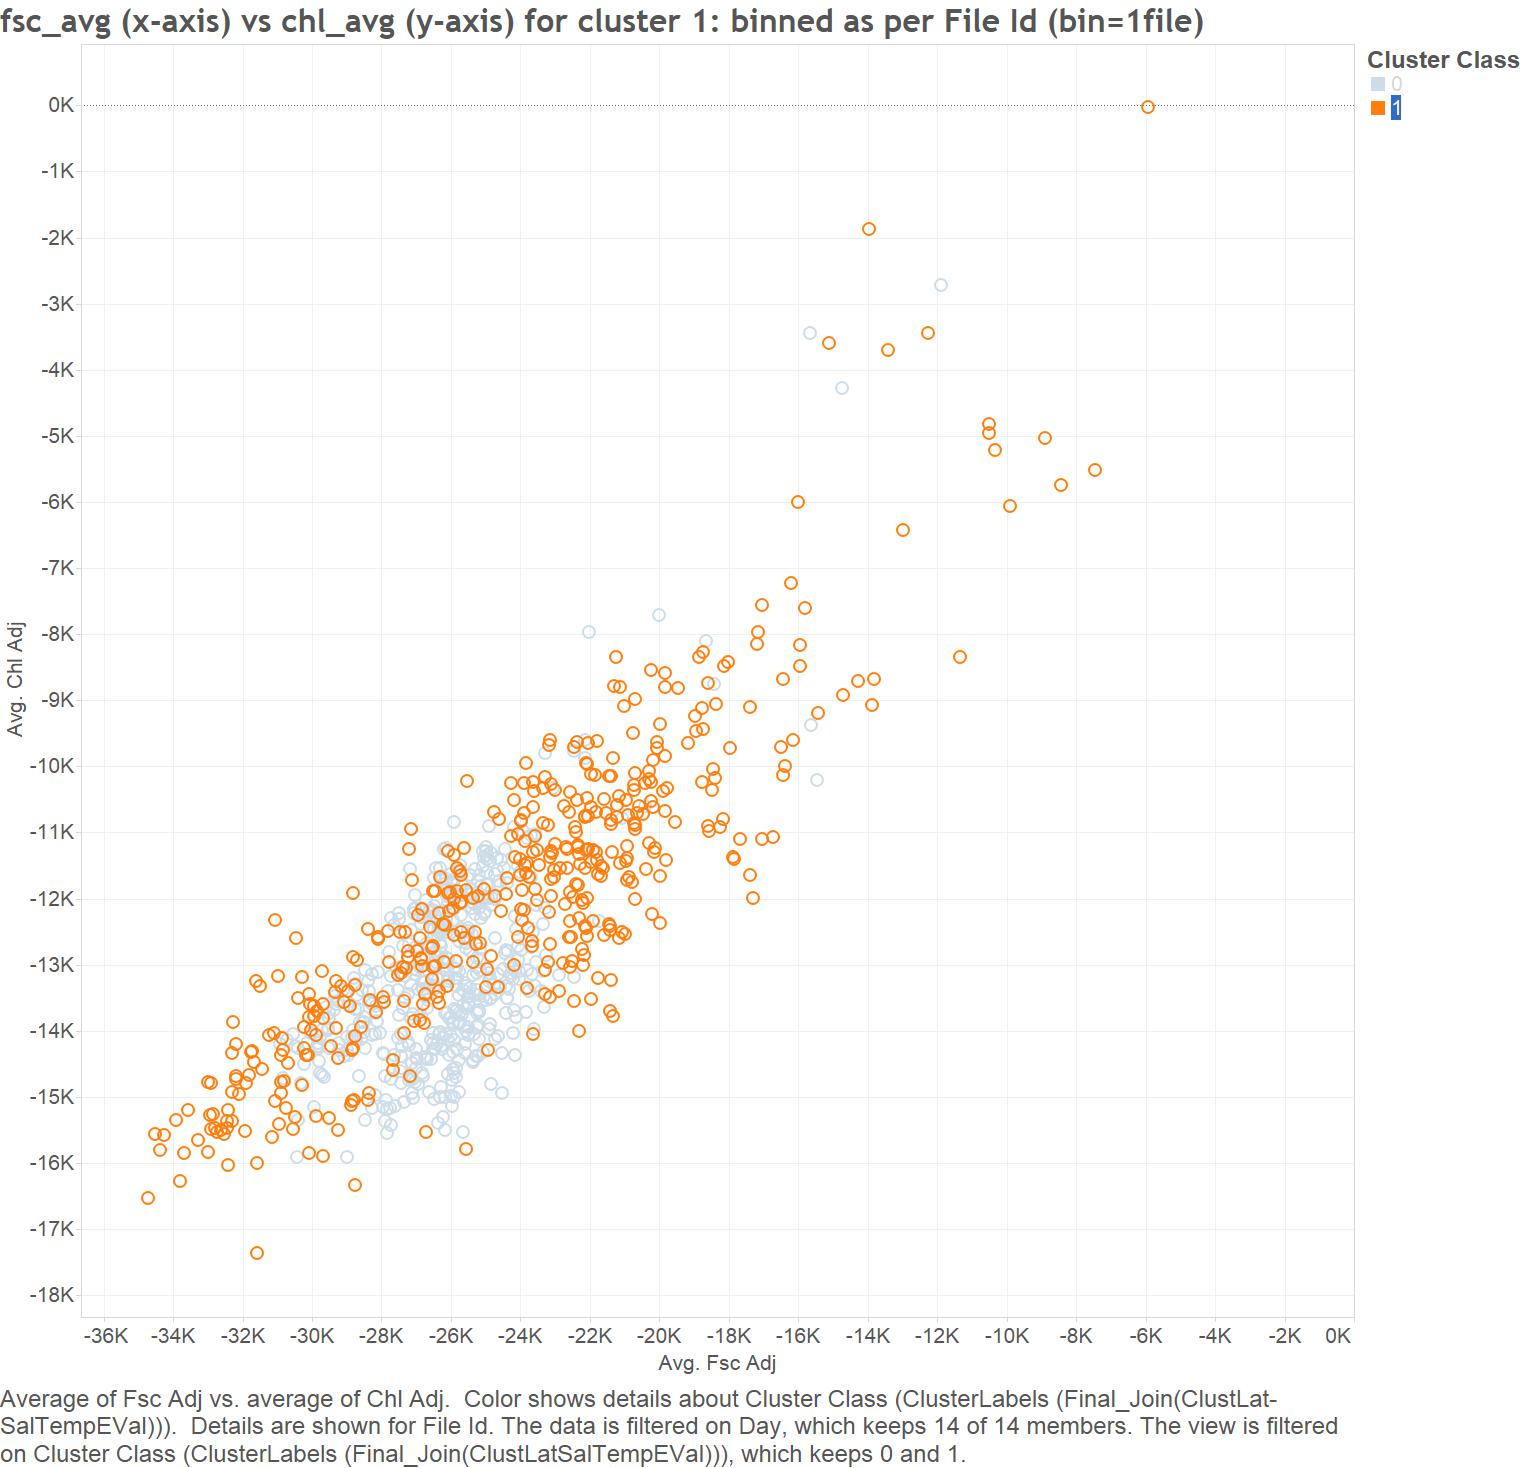 fsc_avg (x-axis) vs chl_avg (y-axis) for cluster 1: binned as per File Id (bin=1file)
Cluster Class
0
1
0K
-1K
-2K
-3K
-4K
-5K
-6K
-7K
-8K
-9K
-10K
-11K
-12K
-13K
-14K
-15K
-16K
-17K
-18K
Avg. Chl Adj
-36K -34K -32K -30K -28K -26K -24K -22K -20K -18K -16K -14K -12K -10K -8K -6K -4K -2K 0K
Avg. Fsc Adj
Average of Fsc Adj vs. average of Chl Adj.  Color shows details about Cluster Class (ClusterLabels (Final_Join(ClustLat-
SalTempEVal))).  Details are shown for File Id. The data is filtered on Day, which keeps 14 of 14 members. The view is filtered
on Cluster Class (ClusterLabels (Final_Join(ClustLatSalTempEVal))), which keeps 0 and 1.